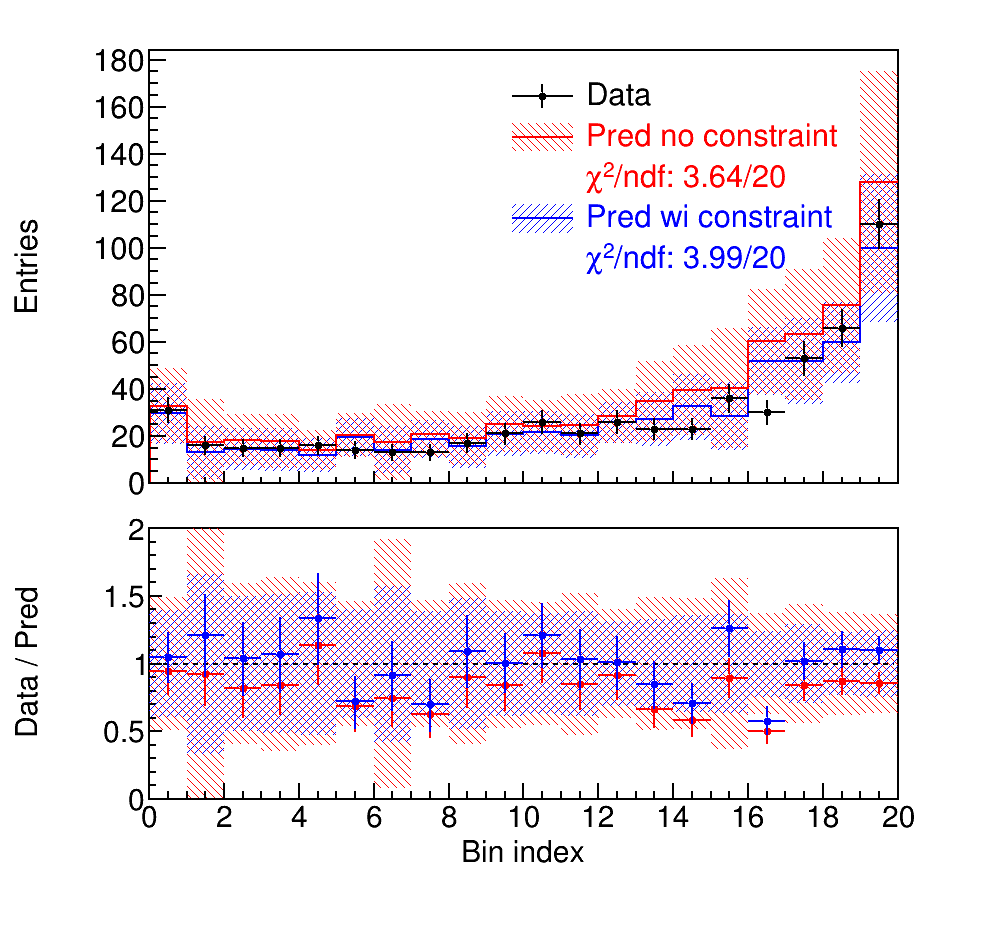 180
160
140
120
100
80
60
40
20
0
Entries
Data
Pred no constraint
χ²/ndf: 3.64/20
Pred wi constraint
χ²/ndf: 3.99/20
2
1.5
1
0.5
0
Data / Pred
0 2 4 6 8 10 12 14 16 18 20
Bin index